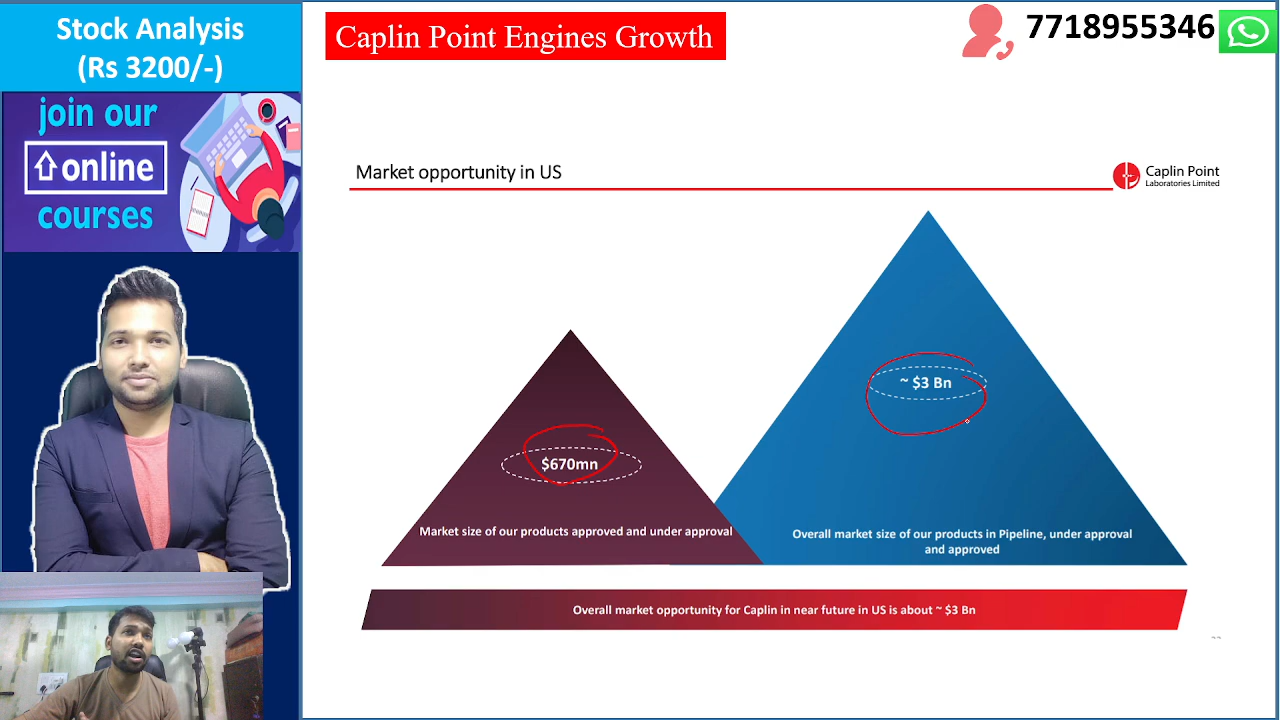 Stock Analysis
(Rs 3200/-)
join our
online
courses
Caplin Point Engines Growth
7718955346
Market opportunity in US
Caplin Point
Laboratories Limited
~ $3 Bn
$670mn
Market size of our products approved and under approval
Overall market size of our products in Pipeline, under approval
and approved
Overall market opportunity for Caplin in near future in US is about ~ $3 Bn